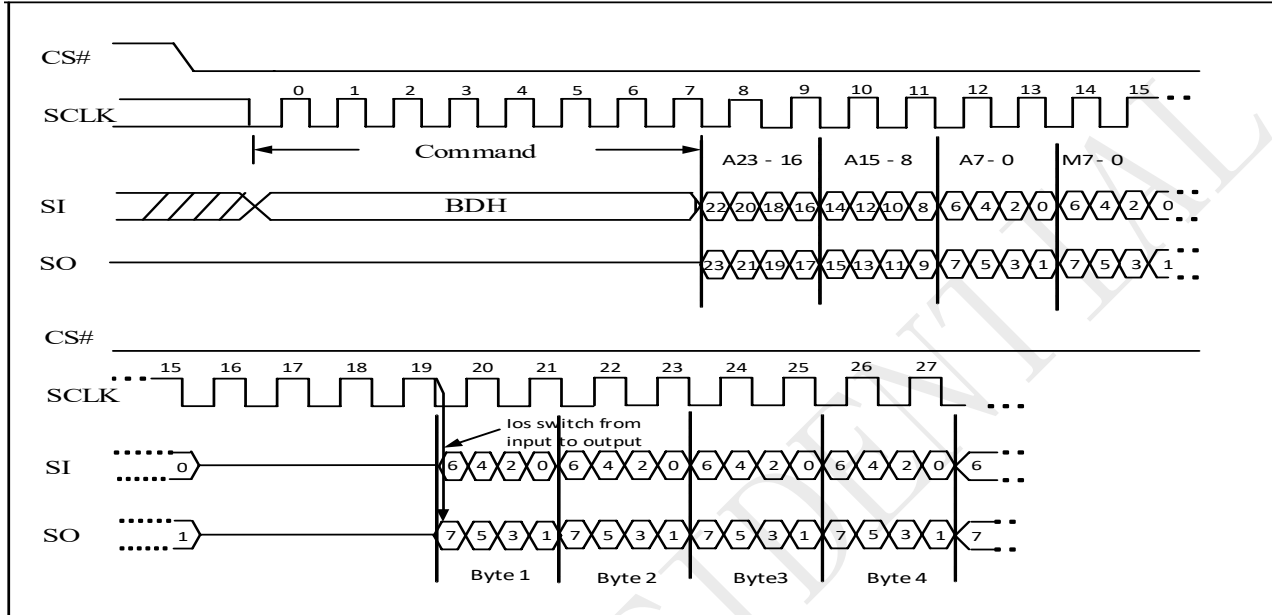 CS#
0 1 2 3 4 5 6 7 8 9 10 11 12 13 14 15
SCLK
Command
A23 - 16 A15 - 8 A7 - 0 M7 - 0
SI BDH 22 20 18 16 14 12 10 8 6 4 2 0 6 4 2 0
SO 23 21 19 17 15 13 11 9 7 5 3 1 7 5 3 1
CS#
15 16 17 18 19 20 21 22 23 24 25 26 27
SCLK
Ios switch from
input to output
SI 0 6 4 2 0 6 4 2 0 6 4 2 0 6 4 2 0 6
SO 1 7 5 3 1 7 5 3 1 7 5 3 1 7 5 3 1 7
Byte 1 Byte 2 Byte3 Byte 4